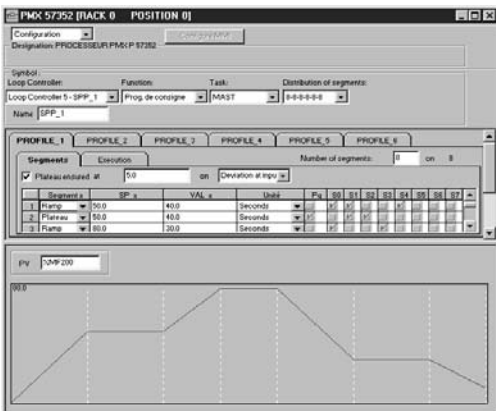 PMX 57352 [RACK 0 POSITION 0]
Configuration
Designation: PROCESSEUR PMX P 57352
Symbol:
Loop Controller: Function: Task: Distribution of segments:
Loop Controller 5 - SPP_1 Prog. de consigne MAST 8-8-8-8-8-8
Name SPP_1
PROFILE_1 PROFILE_2 PROFILE_3 PROFILE_4 PROFILE_5 PROFILE_6
Segments Execution Number of segments: 8 on 8
Plateau ensured at 5.0 on Deviation at inpu
Segments SP VAL Unité Pg S0 S1 S2 S3 S4 S5 S6 S7
1 Ramp 50.0 40.0 Seconds
2 Plateau 50.0 40.0 Seconds
3 Ramp 80.0 30.0 Seconds
PV %MF200